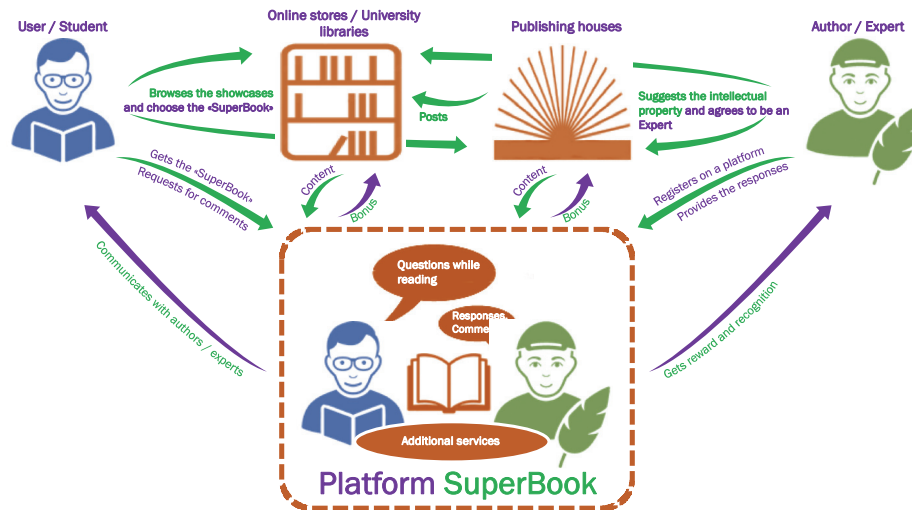 User / Student
Online stores / University
libraries
Publishing houses
Author / Expert
Browses the showcases
and choose the «SuperBook»
Posts
Suggests the intellectual
property and agrees to be an
Expert
Gets the «SuperBook»
Requests for comments
Content
Bonus
Content
Bonus
Registers on a platform
Provides the responses
Communicates with authors / experts
Gets reward and recognition
Questions while
reading
Responses,
Comme
Additional services
Platform SuperBook